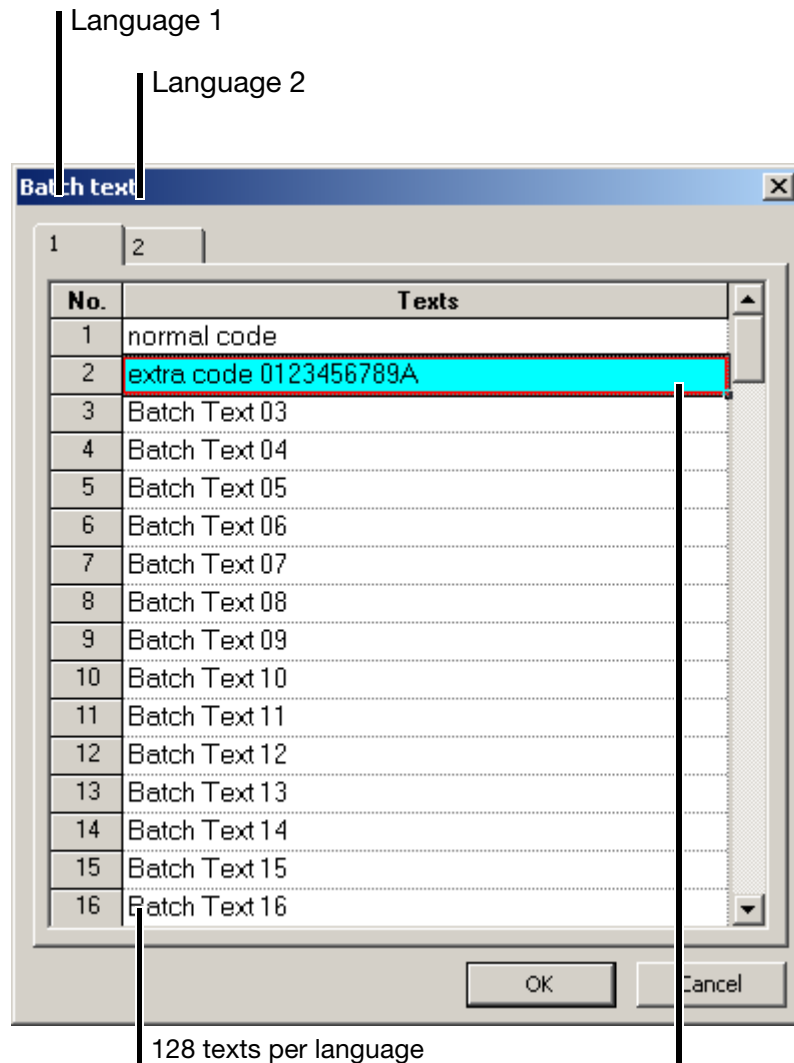 Language 1
Language 2
Batch text
1 2
No. Texts
1 normal code
2 extra code 0123456789A
3 Batch Text 03
4 Batch Text 04
5 Batch Text 05
6 Batch Text 06
7 Batch Text 07
8 Batch Text 08
9 Batch Text 09
10 Batch Text 10
11 Batch Text 11
12 Batch Text 12
13 Batch Text 13
14 Batch Text 14
15 Batch Text 15
16 Batch Text 16
OK Cancel
128 texts per language